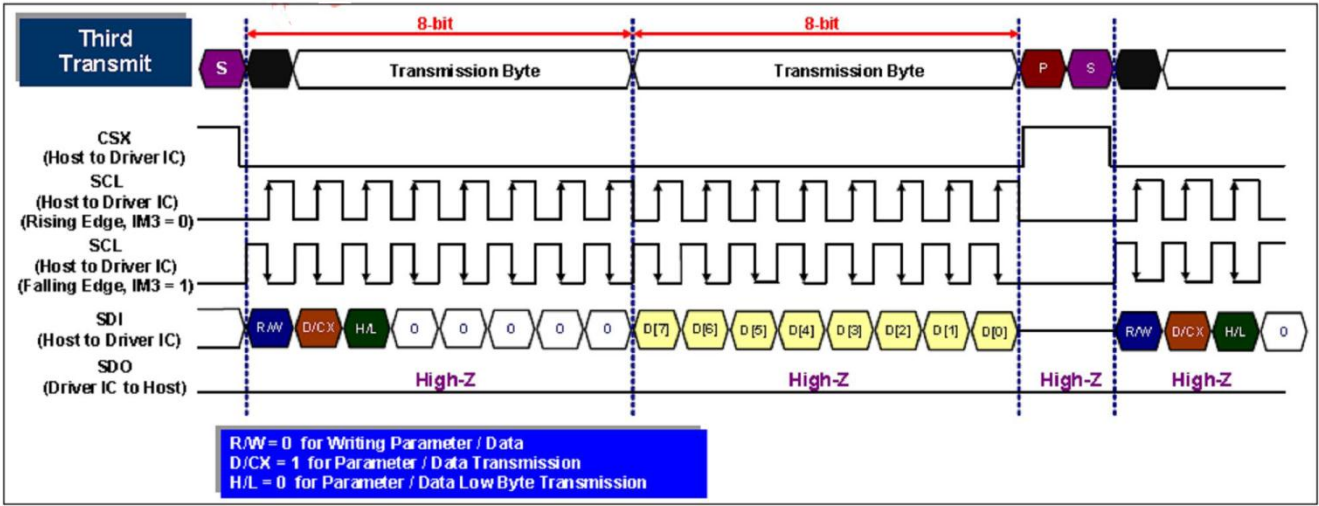 Third
Transmit
8-bit
8-bit
S
Transmission Byte
Transmission Byte
P
S
CSX
(Host to Driver IC)
SCL
(Host to Driver IC)
(Rising Edge, IM3 = 0)
SCL
(Host to Driver IC)
(Falling Edge, IM3 = 1)
SDI
(Host to Driver IC)
R/W D/CX H/L 0 0 0 0 0 D[7] D[6] D[5] D[4] D[3] D[2] D[1] D[0] R/W D/CX H/L 0
SDO
(Driver IC to Host)
High-Z High-Z High-Z High-Z
R/W = 0 for Writing Parameter / Data
D/CX = 1 for Parameter / Data Transmission
H/L = 0 for Parameter / Data Low Byte Transmission